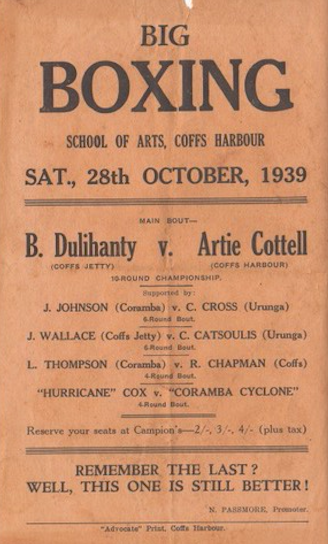 BIG
BOXING
SCHOOL OF ARTS, COFFS HARBOUR
SAT., 28th OCTOBER, 1939
MAIN BOUT—
B. Dulihanty v. Artie Cottell
(COFFS JETTY) (COFFS HARBOUR)
10-ROUND CHAMPIONSHIP.
Supported by:
J. JOHNSON (Coramba) v. C. CROSS (Urunga)
6-Round Bout.
J. WALLACE (Coffs Jetty) v. C. CATSOULIS (Urunga)
6-Round Bout.
L. THOMPSON (Coramba) v. R. CHAPMAN (Coffs)
4-Round Bout.
"HURRICANE" COX v. "CORAMBA CYCLONE"
4-Round Bout.
Reserve your seats at Campion's—2/-, 3/-, 4/- (plus tax)
REMEMBER THE LAST?
WELL, THIS ONE IS STILL BETTER!
N. PASSMORE, Promoter.
"Advocate" Print, Coffs Harbour.